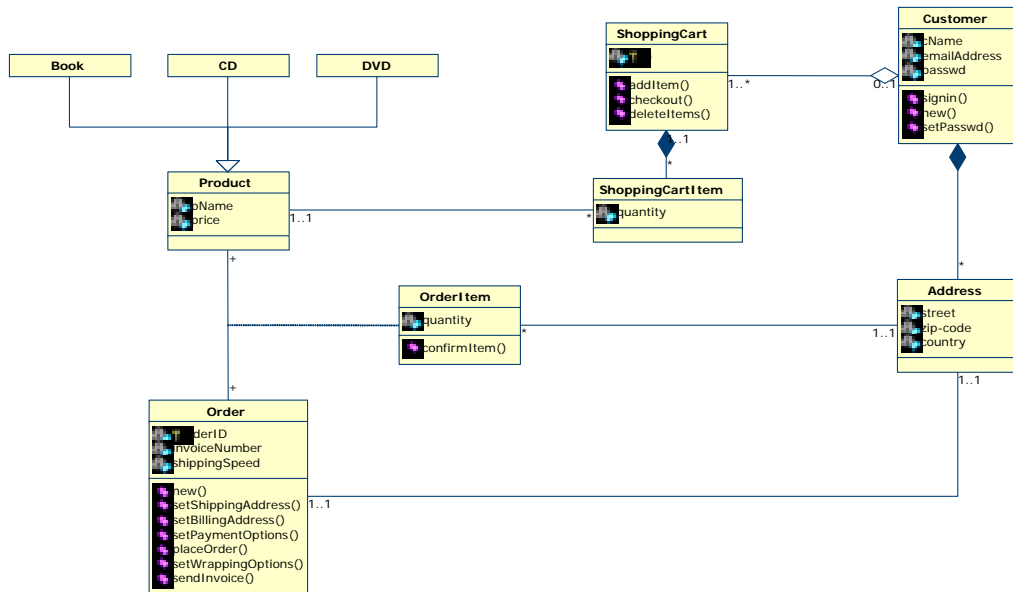 Book
CD
DVD
ShoppingCart
addItem()
checkout()
deleteItems()
1..*
0..1
Customer
cName
emailAddress
passwd
signin()
new()
setPasswd()
1..1
*
Product
pName
price
1..1
*
ShoppingCartItem
quantity
+
OrderItem
quantity
confirmItem()
*
1..1
*
Address
street
zip-code
country
1..1
+
Order
invoiceNumber
shippingSpeed
new()
setShippingAddress()
setBillingAddress()
setPaymentOptions()
placeOrder()
setWrappingOptions()
sendInvoice()
1..1